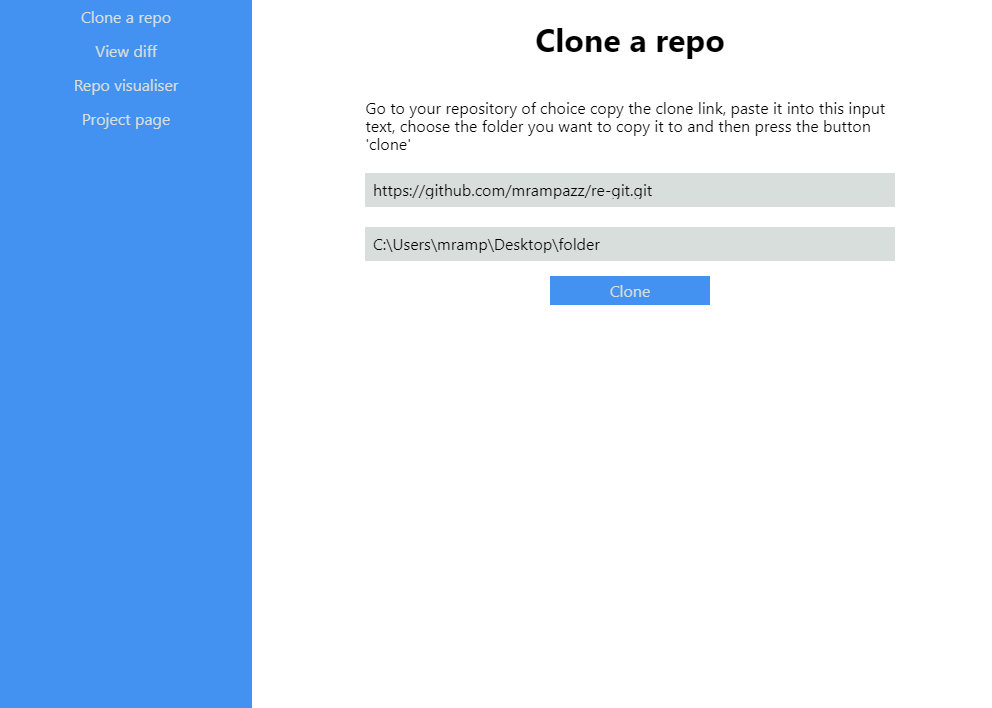 Clone a repo
View diff
Repo visualiser
Project page
Clone a repo
Go to your repository of choice copy the clone link, paste it into this input
text, choose the folder you want to copy it to and then press the button
'clone'
https://github.com/mrampazz/re-git.git
C:\Users\mramp\Desktop\folder
Clone